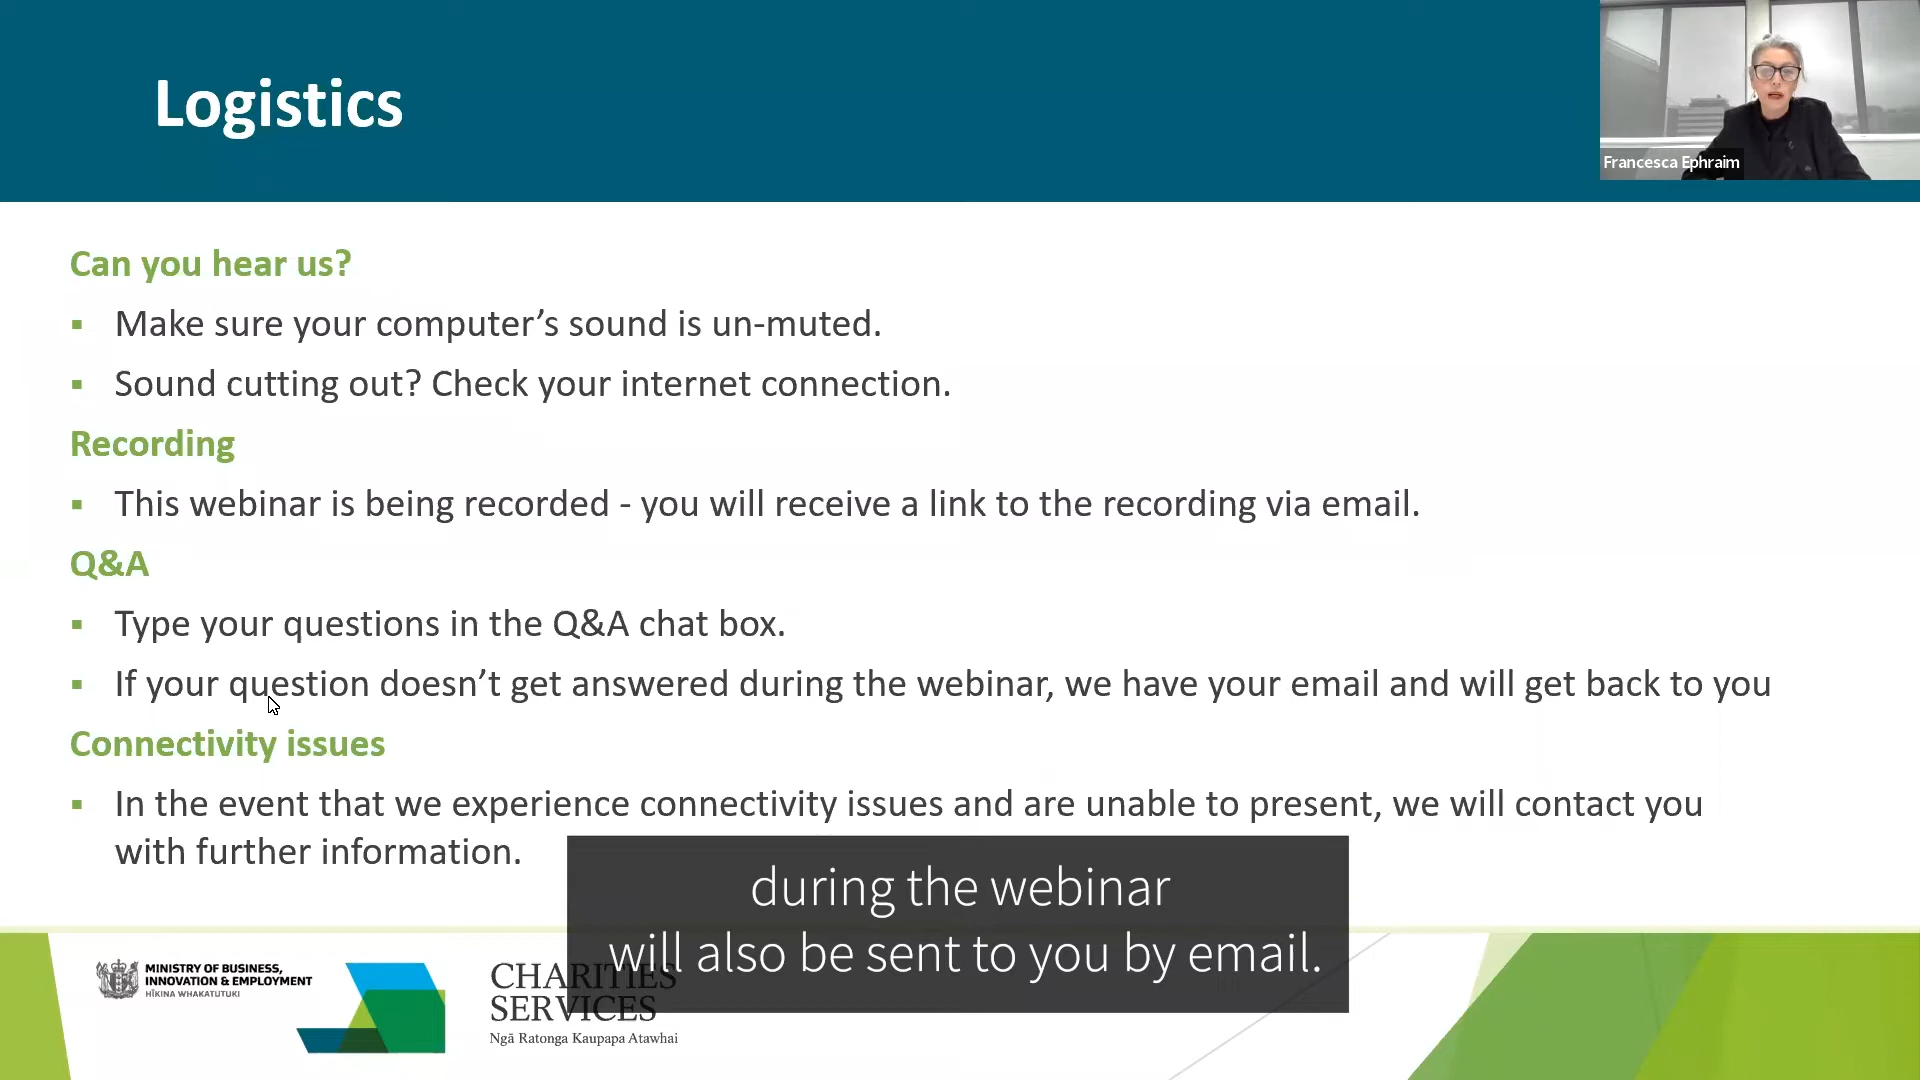 Logistics
Francesca Ephraim
Can you hear us?
▪ Make sure your computer’s sound is un-muted.
▪ Sound cutting out? Check your internet connection.
Recording
▪ This webinar is being recorded - you will receive a link to the recording via email.
Q&A
▪ Type your questions in the Q&A chat box.
▪ If your question doesn’t get answered during the webinar, we have your email and will get back to you
Connectivity issues
▪ In the event that we experience connectivity issues and are unable to present, we will contact you
with further information.
during the webinar
will also be sent to you by email.
MINISTRY OF BUSINESS,
INNOVATION & EMPLOYMENT
HĪKINA WHAKATUTUKI
CHARITIES
SERVICES
Ngā Ratonga Kaupapa Atawhai